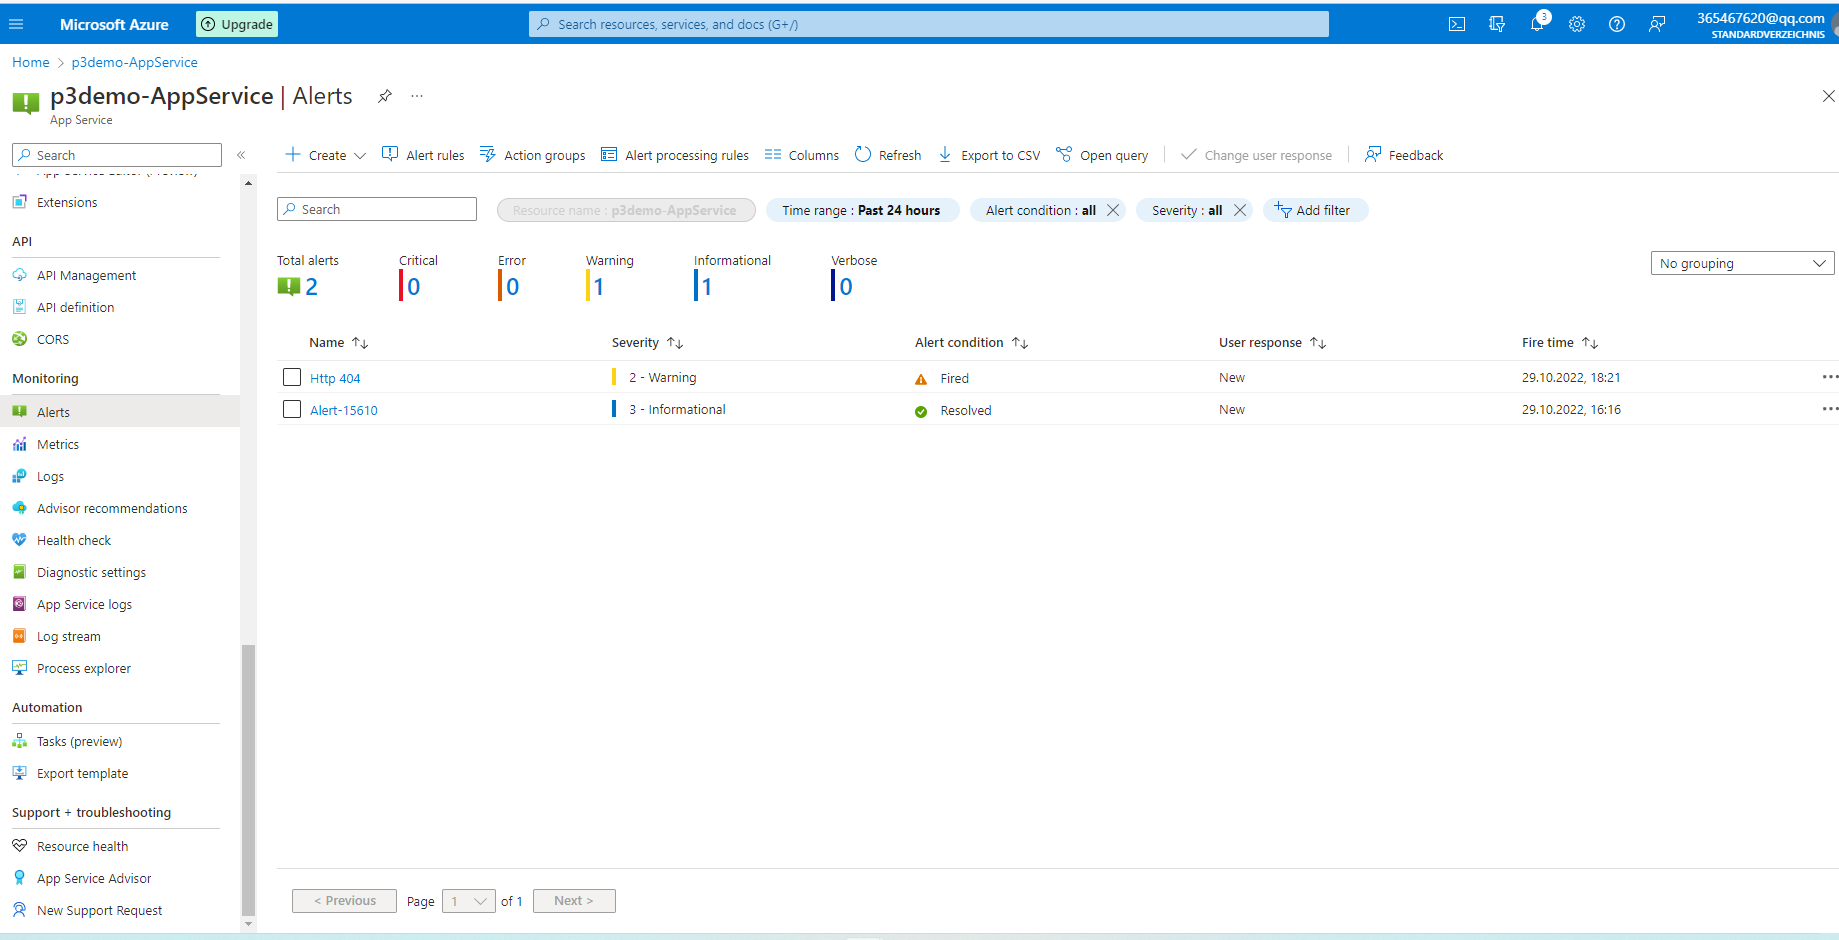 Microsoft Azure
Upgrade
Search resources, services, and docs (G+/)
3
365467620@qq.com
STANDARDVERZEICHNIS
Home > p3demo-AppService
p3demo-AppService | Alerts
App Service
Search
«
App Service Editor (Preview)
Extensions
API
API Management
API definition
CORS
Monitoring
Alerts
Metrics
Logs
Advisor recommendations
Health check
Diagnostic settings
App Service logs
Log stream
Process explorer
Automation
Tasks (preview)
Export template
Support + troubleshooting
Resource health
App Service Advisor
New Support Request
Create
Alert rules
Action groups
Alert processing rules
Columns
Refresh
Export to CSV
Open query
Change user response
Feedback
Search
Resource name : p3demo-AppService
Time range : Past 24 hours
Alert condition : all
Severity : all
Add filter
Total alerts
2
Critical
0
Error
0
Warning
1
Informational
1
Verbose
0
No grouping
Name Severity Alert condition User response Fire time
Http 404 2 - Warning Fired New 29.10.2022, 18:21
Alert-15610 3 - Informational Resolved New 29.10.2022, 16:16
< Previous Page 1 of 1 Next >